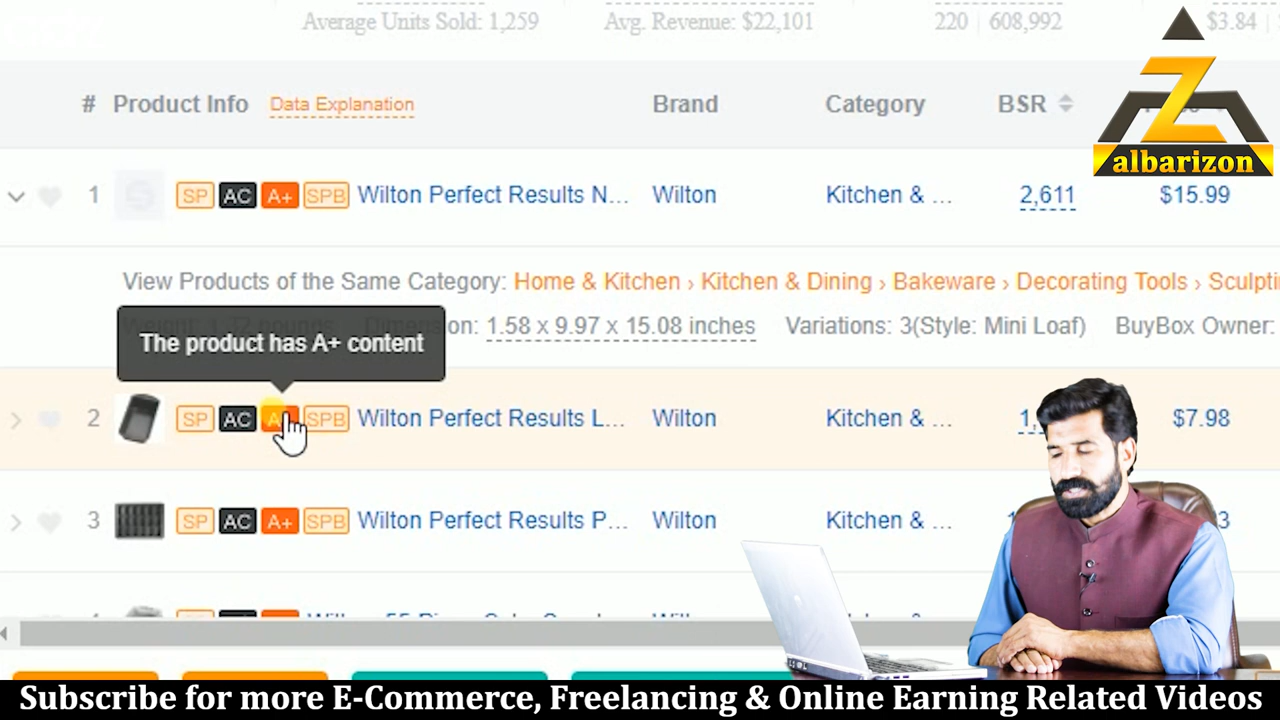 Average Units Sold: 1,259 Avg. Revenue: $22,101 220 | 608,992 $3.84
# Product Info Data Explanation Brand Category BSR
Z
albarizon
1 SP AC A+ SPB Wilton Perfect Results N... Wilton Kitchen & ... 2,611 $15.99
View Products of the Same Category: Home & Kitchen › Kitchen & Dining › Bakeware › Decorating Tools › Sculpti
The product has A+ content
1.58 x 9.97 x 15.08 inches Variations: 3(Style: Mini Loaf) BuyBox Owner:
2 SP AC SPB Wilton Perfect Results L... Wilton Kitchen & ... $7.98
3 SP AC A+ SPB Wilton Perfect Results P... Wilton Kitchen & ...
Subscribe for more E-Commerce, Freelancing & Online Earning Related Videos